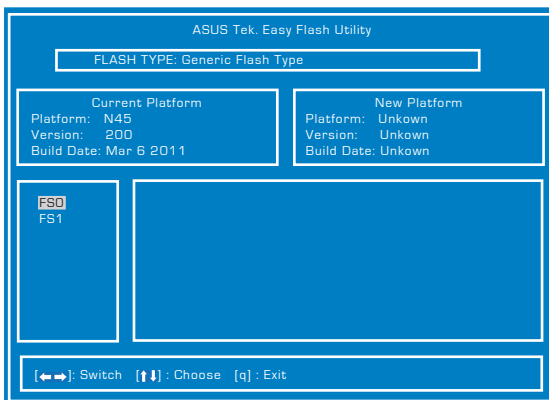 ASUS Tek. Easy Flash Utility
FLASH TYPE: Generic Flash Type
Current Platform
Platform: N45
Version: 200
Build Date: Mar 6 2011
New Platform
Platform: Unkown
Version: Unkown
Build Date: Unkown
FS0
FS1
[←→]: Switch [↑↓] : Choose [q] : Exit